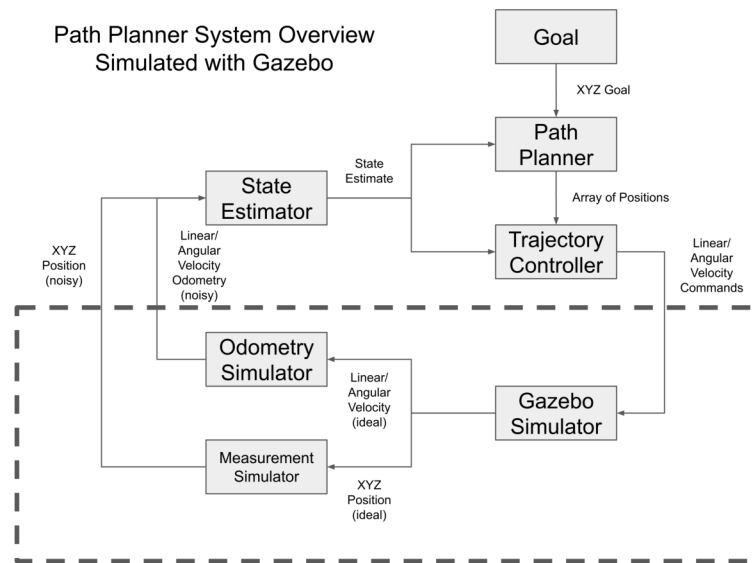 Path Planner System Overview
Simulated with Gazebo
Goal
XYZ Goal
Path
Planner
State
Estimate
State
Estimator
Array of Positions
Trajectory
Controller
XYZ
Position
(noisy)
Linear/
Angular
Velocity
Odometry
(noisy)
Linear/
Angular
Velocity
Commands
Odometry
Simulator
Linear/
Angular
Velocity
(ideal)
Gazebo
Simulator
Measurement
Simulator
XYZ
Position
(ideal)